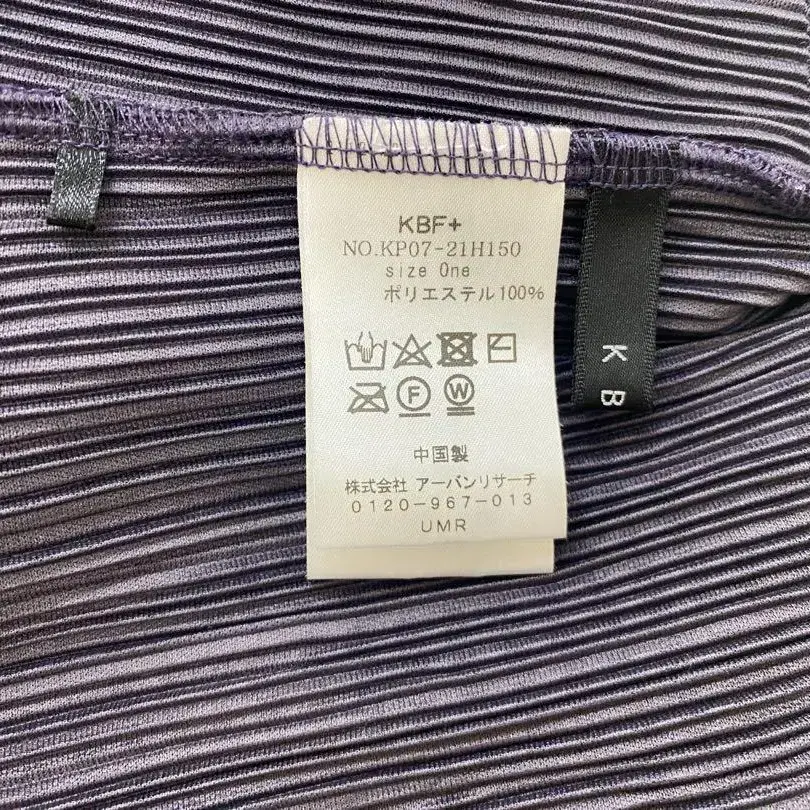 KBF+
NO.KP07-21H150
size One
ポリエステル100%
F
W
中国製
株式会社 アーバンリサーチ
0120-967-013
UMR
K B